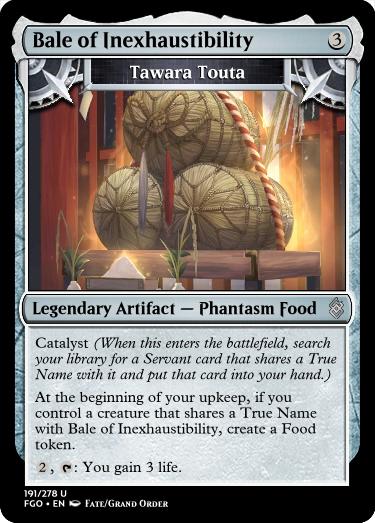 Bale of Inexhaustibility 3
Tawara Touta
Legendary Artifact — Phantasm Food
Catalyst (When this enters the battlefield, search
your library for a Servant card that shares a True
Name with it and put that card into your hand.)
At the beginning of your upkeep, if you
control a creature that shares a True Name
with Bale of Inexhaustibility, create a Food
token.
2 , : You gain 3 life.
191/278 U
FGO • EN Fate/Grand Order